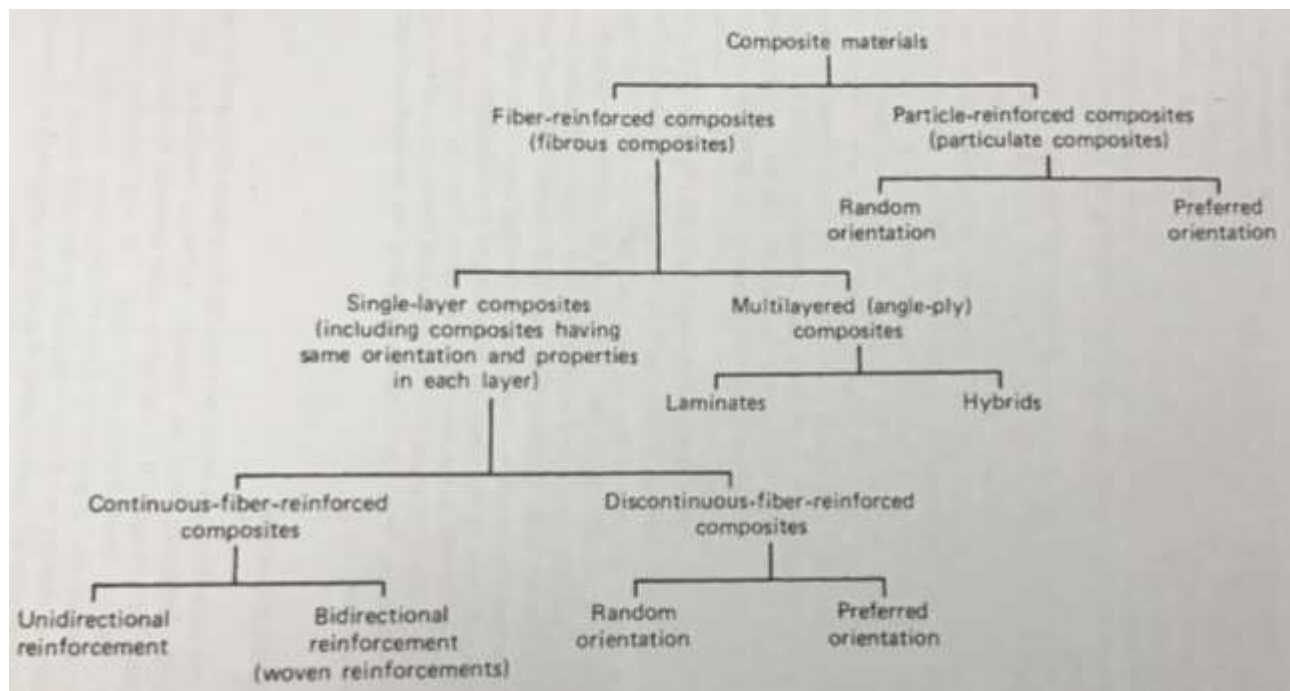 Composite materials
Fiber-reinforced composites
(fibrous composites)
Particle-reinforced composites
(particulate composites)
Random
orientation
Preferred
orientation
Single-layer composites
(including composites having
same orientation and properties
in each layer)
Multilayered (angle-ply)
composites
Laminates
Hybrids
Continuous-fiber-reinforced
composites
Discontinuous-fiber-reinforced
composites
Unidirectional
reinforcement
Bidirectional
reinforcement
(woven reinforcements)
Random
orientation
Preferred
orientation